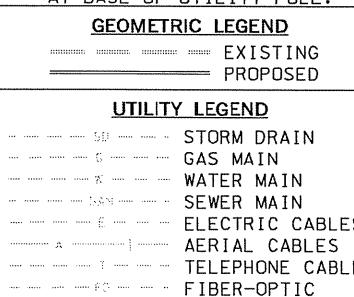 AT BASE OF UTILITY POLE.
GEOMETRIC LEGEND
EXISTING
PROPOSED
UTILITY LEGEND
SD STORM DRAIN
G GAS MAIN
W WATER MAIN
SAN SEWER MAIN
E ELECTRIC CABLES
A AERIAL CABLES
T TELEPHONE CABLE
FO FIBER-OPTIC